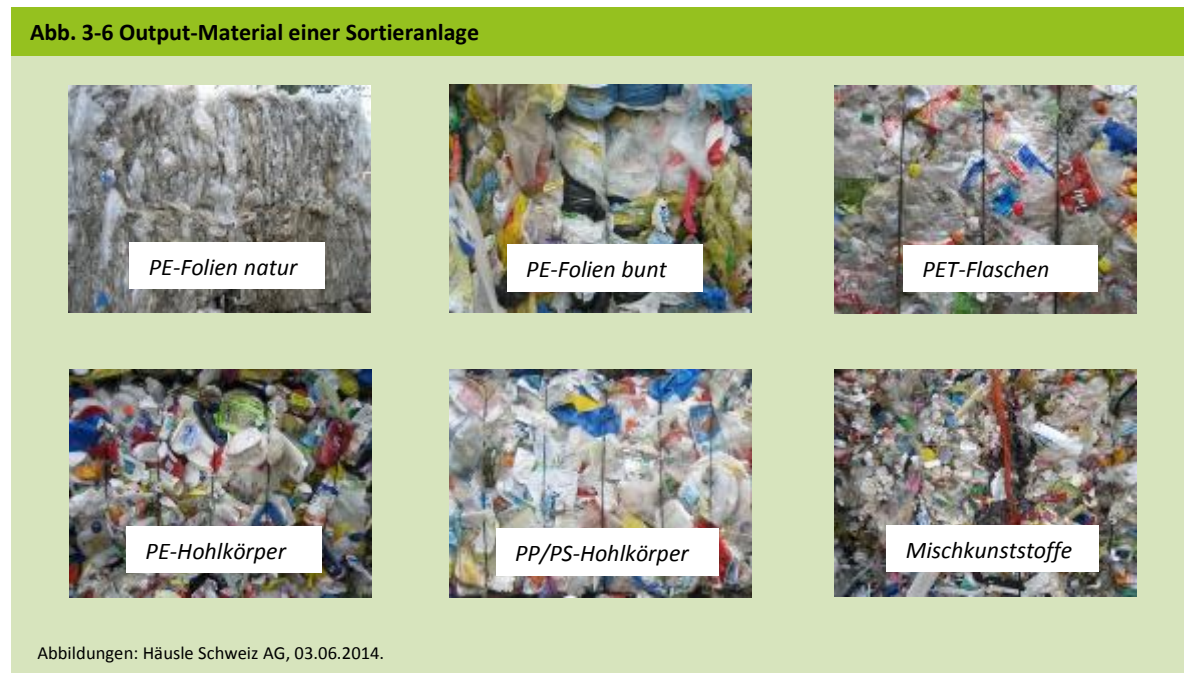 Abb. 3-6 Output-Material einer Sortieranlage
PE-Folien natur
PE-Folien bunt
PET-Flaschen
PE-Hohlkörper
PP/PS-Hohlkörper
Mischkunststoffe
Abbildungen: Häusle Schweiz AG, 03.06.2014.